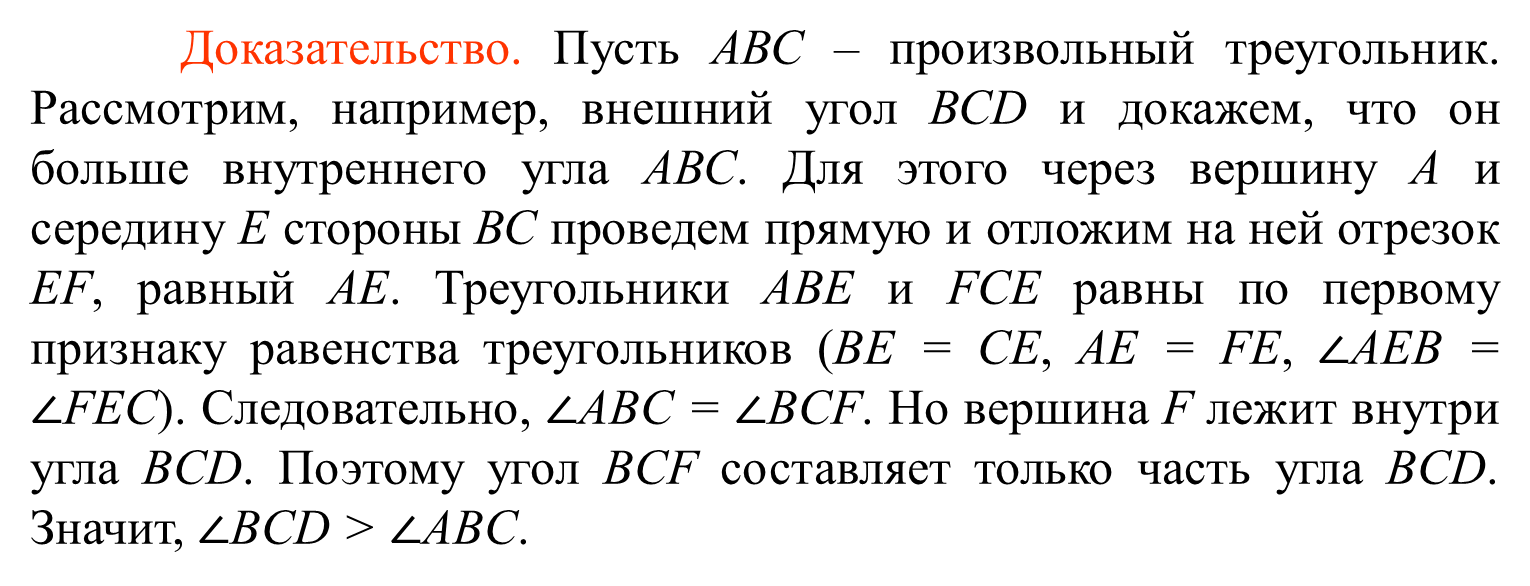 Доказательство. Пусть ABC – произвольный треугольник.
Рассмотрим, например, внешний угол BCD и докажем, что он
больше внутреннего угла ABC. Для этого через вершину A и
середину E стороны BC проведем прямую и отложим на ней отрезок
EF, равный AE. Треугольники ABE и FCE равны по первому
признаку равенства треугольников (BE = CE, AE = FE, ∠AEB =
∠FEC). Следовательно, ∠ABC = ∠BCF. Но вершина F лежит внутри
угла BCD. Поэтому угол BCF составляет только часть угла BCD.
Значит, ∠BCD > ∠ABC.